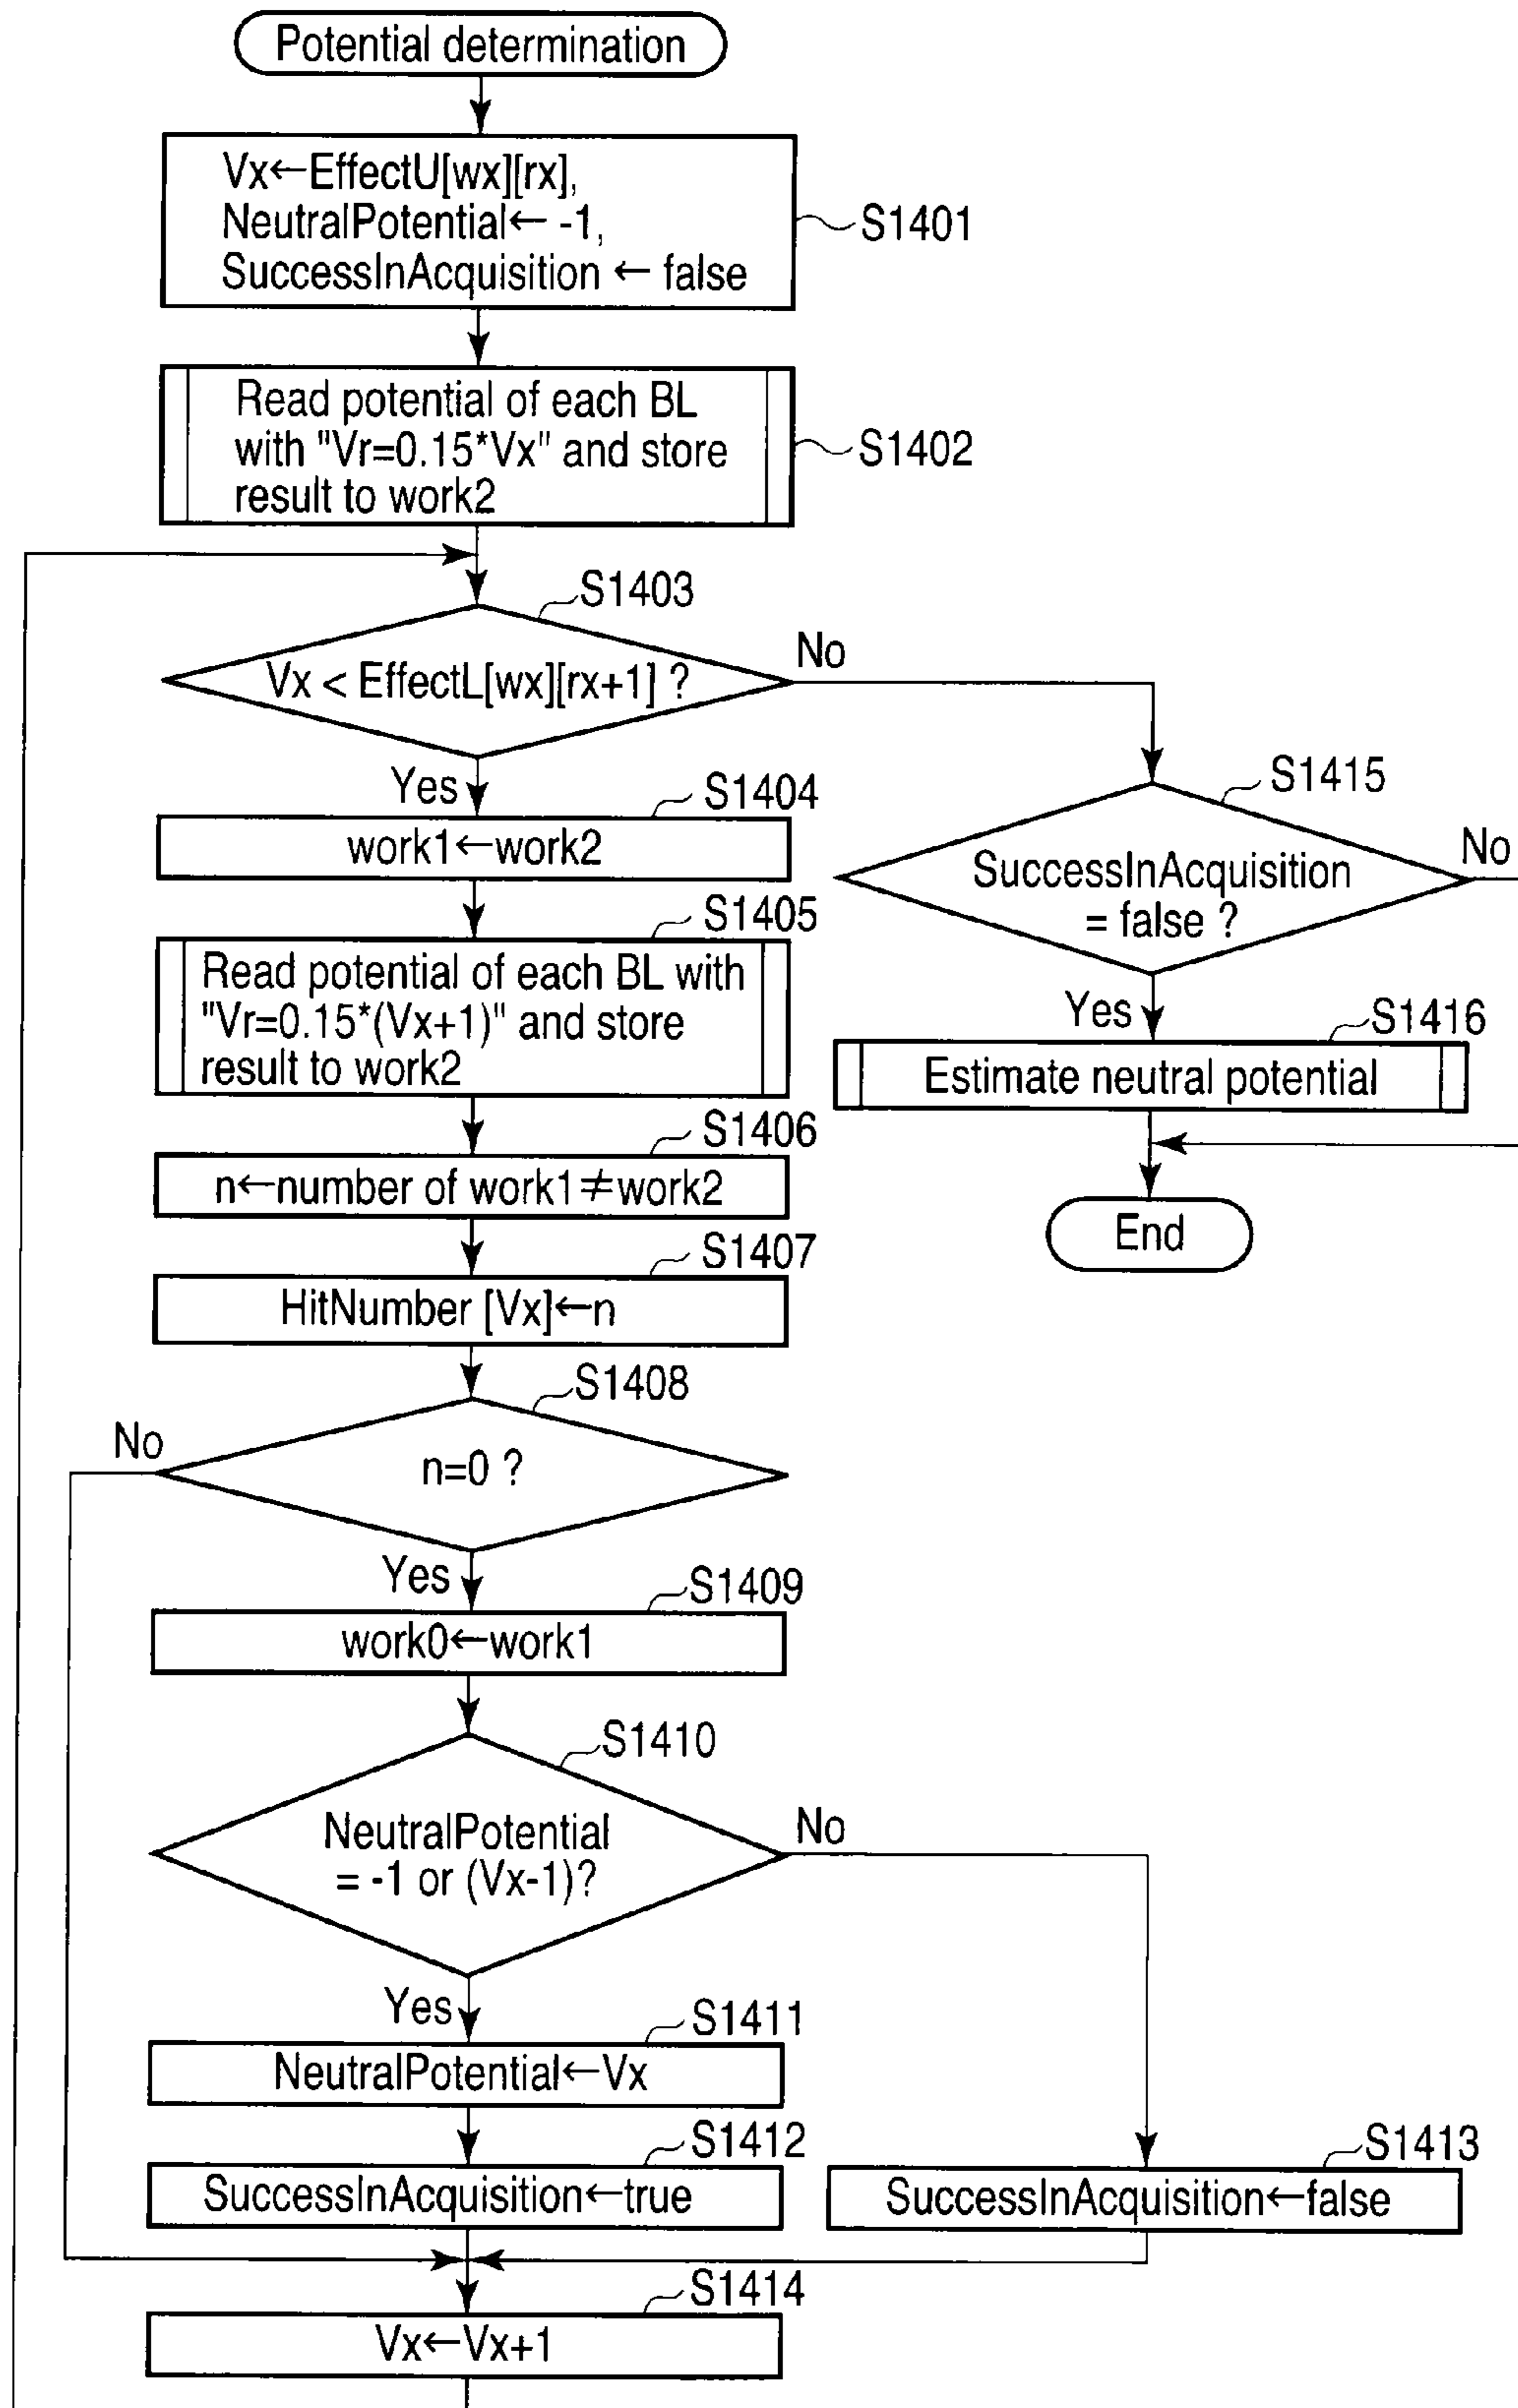 Potential determination
Vx←EffectU[wx][rx],
NeutralPotential← -1,
SuccessInAcquisition ← false
S1401
Read potential of each BL
with "Vr=0.15*Vx" and store
result to work2
S1402
S1403
Vx < EffectL[wx][rx+1] ?
No
Yes
S1404
work1←work2
S1415
SuccessInAcquisition
= false ?
No
Yes
S1405
Read potential of each BL with
"Vr=0.15*(Vx+1)" and store
result to work2
S1416
Estimate neutral potential
S1406
n←number of work1≠work2
End
S1407
HitNumber [Vx]←n
S1408
n=0 ?
No
Yes
S1409
work0←work1
S1410
NeutralPotential
= -1 or (Vx-1)?
No
Yes
S1411
NeutralPotential←Vx
S1412
SuccessInAcquisition←true
S1413
SuccessInAcquisition←false
S1414
Vx←Vx+1